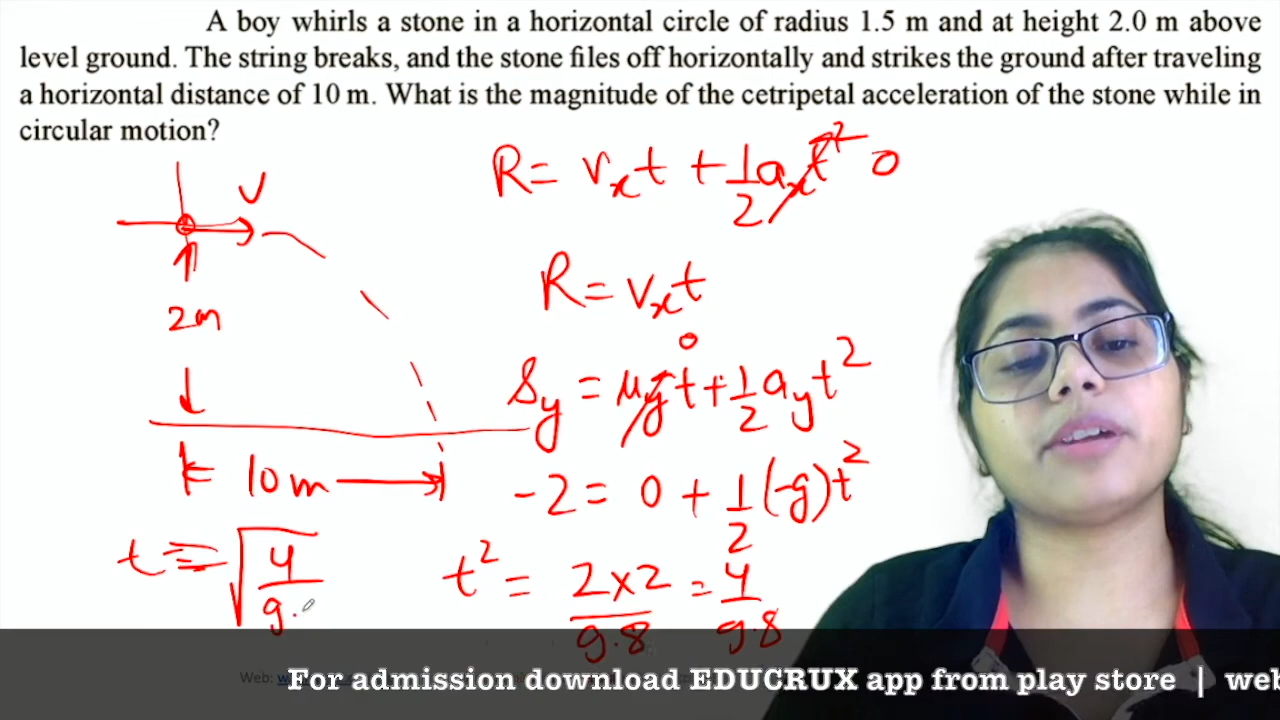 A boy whirls a stone in a horizontal circle of radius 1.5 m and at height 2.0 m above
level ground. The string breaks, and the stone files off horizontally and strikes the ground after traveling
a horizontal distance of 10 m. What is the magnitude of the cetripetal acceleration of the stone while in
circular motion?
R = vₓt + 1/2 aₓt² 0
V
R = vₓt
2m
0
Sy = uyt + 1/2 ayt²
10 m
-2 = 0 + 1/2 (-g)t²
t = √4/9.
t² = 2×2/9.8 = 4/9.8
Web:
For admission download EDUCRUX app from play store | web